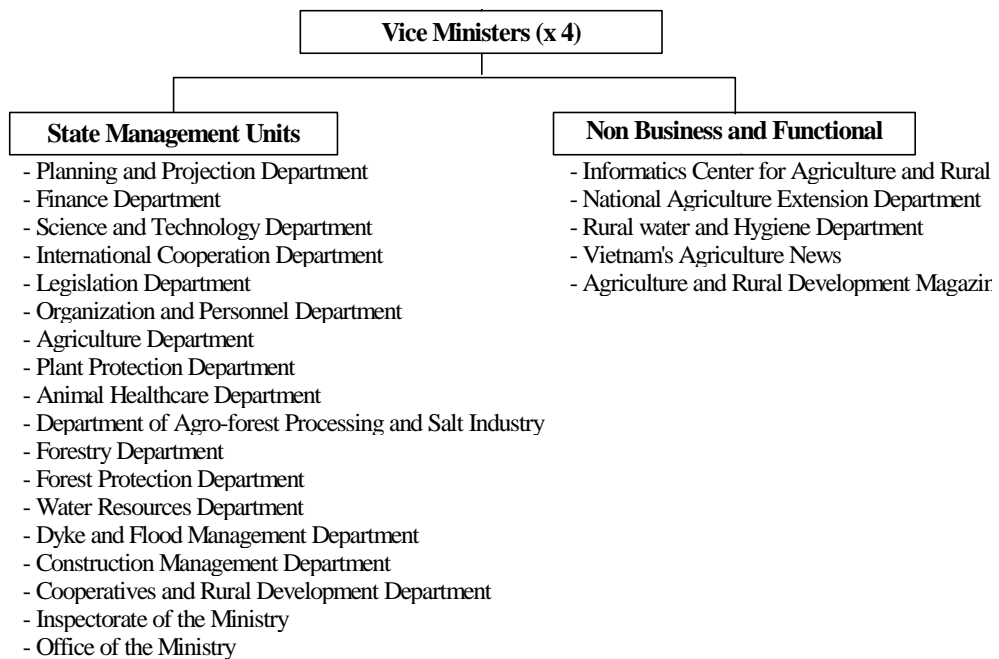 Vice Ministers (x 4)
State Management Units
- Planning and Projection Department
- Finance Department
- Science and Technology Department
- International Cooperation Department
- Legislation Department
- Organization and Personnel Department
- Agriculture Department
- Plant Protection Department
- Animal Healthcare Department
- Department of Agro-forest Processing and Salt Industry
- Forestry Department
- Forest Protection Department
- Water Resources Department
- Dyke and Flood Management Department
- Construction Management Department
- Cooperatives and Rural Development Department
- Inspectorate of the Ministry
- Office of the Ministry
Non Business and Functional
- Informatics Center for Agriculture and Rural
- National Agriculture Extension Department
- Rural water and Hygiene Department
- Vietnam's Agriculture News
- Agriculture and Rural Development Magazin